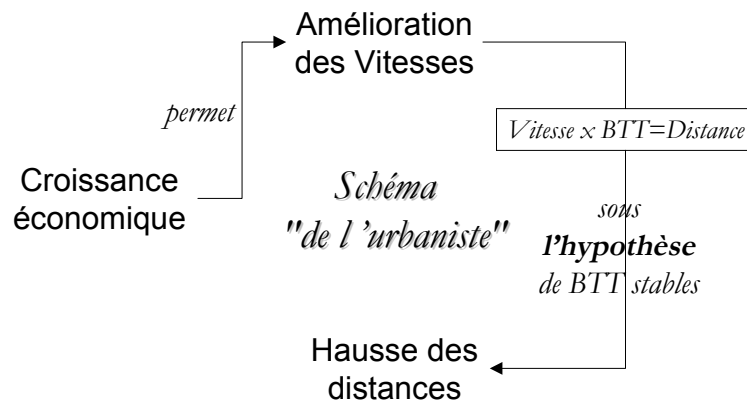 Amélioration
des Vitesses
permet
Vitesse x BTT=Distance
Croissance
économique
Schéma
"de l ’urbaniste"
sous
l’hypothèse
de BTT stables
Hausse des
distances